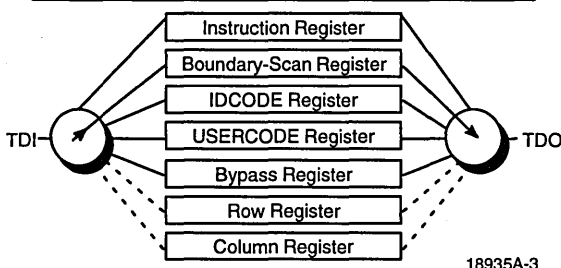 Instruction Register
Boundary-Scan Register
IDCODE Register
TDI USERCODE Register TDO
Bypass Register
Row Register
Column Register
18935A-3